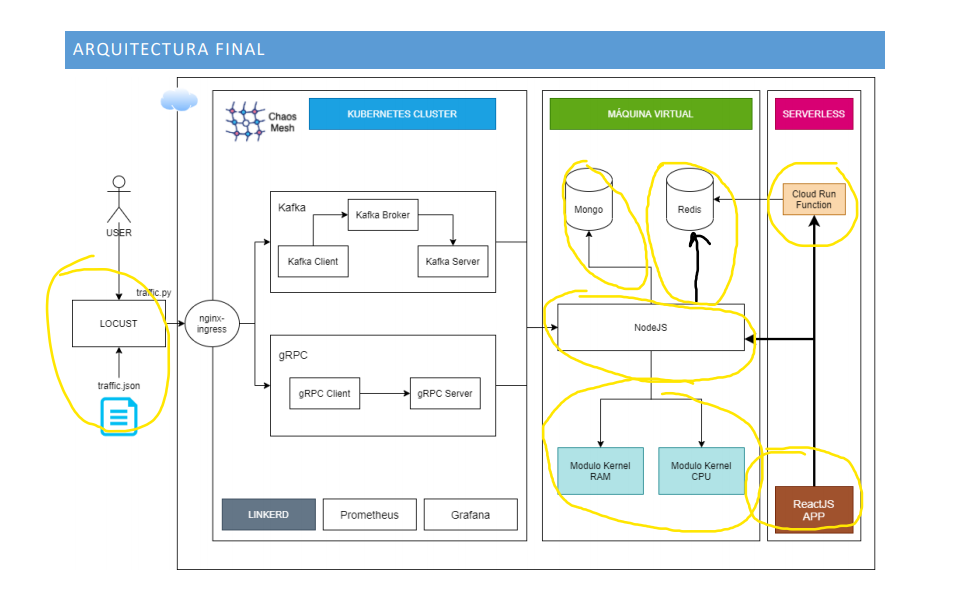 ARQUITECTURA FINAL
Chaos
Mesh
KUBERNETES CLUSTER
MÁQUINA VIRTUAL
SERVERLESS
USER
traffic.py
LOCUST
traffic.json
nginx-
ingress
Kafka
Kafka Broker
Kafka Client
Kafka Server
gRPC
gRPC Client
gRPC Server
LINKERD
Prometheus
Grafana
Mongo
Redis
NodeJS
Modulo Kernel
RAM
Modulo Kernel
CPU
Cloud Run
Function
ReactJS
APP